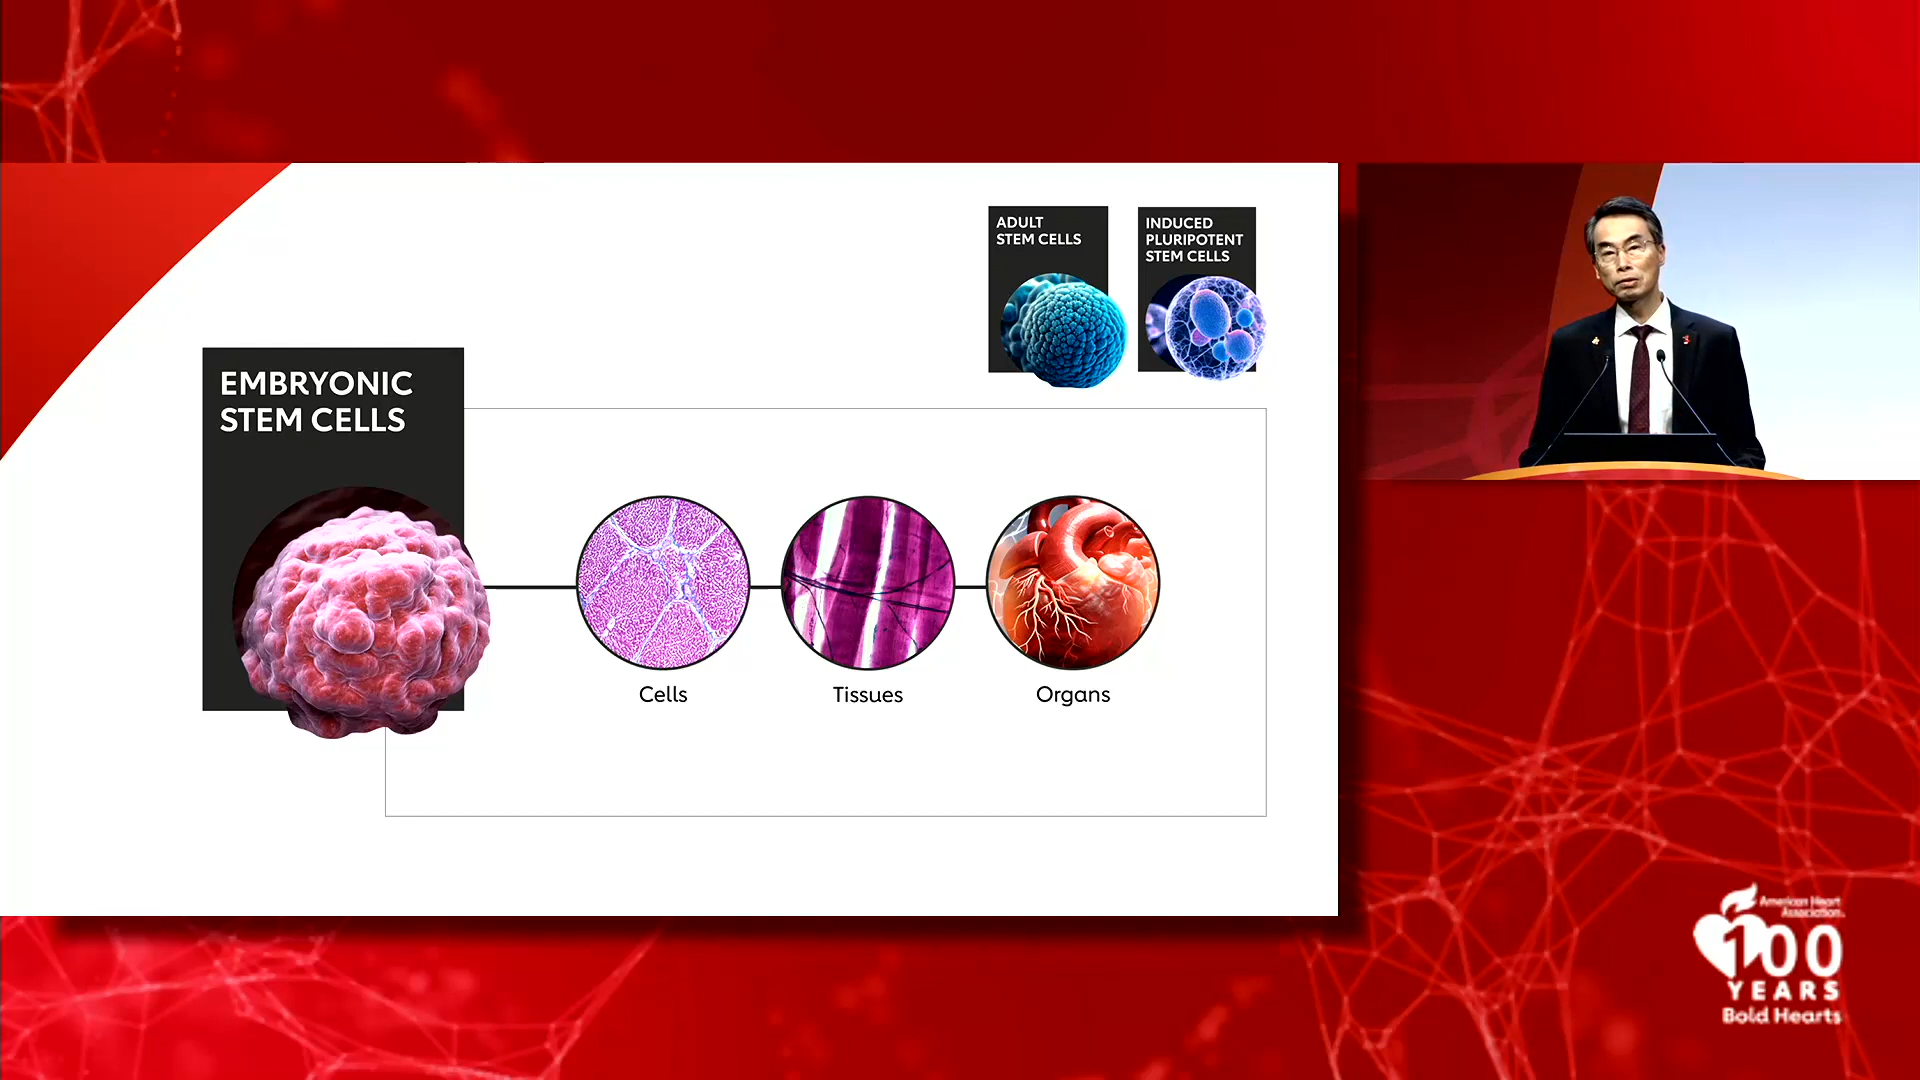 ADULT
STEM CELLS
INDUCED
PLURIPOTENT
STEM CELLS
EMBRYONIC
STEM CELLS
Cells
Tissues
Organs
American Heart
Association.
100
YEARS
Bold Hearts